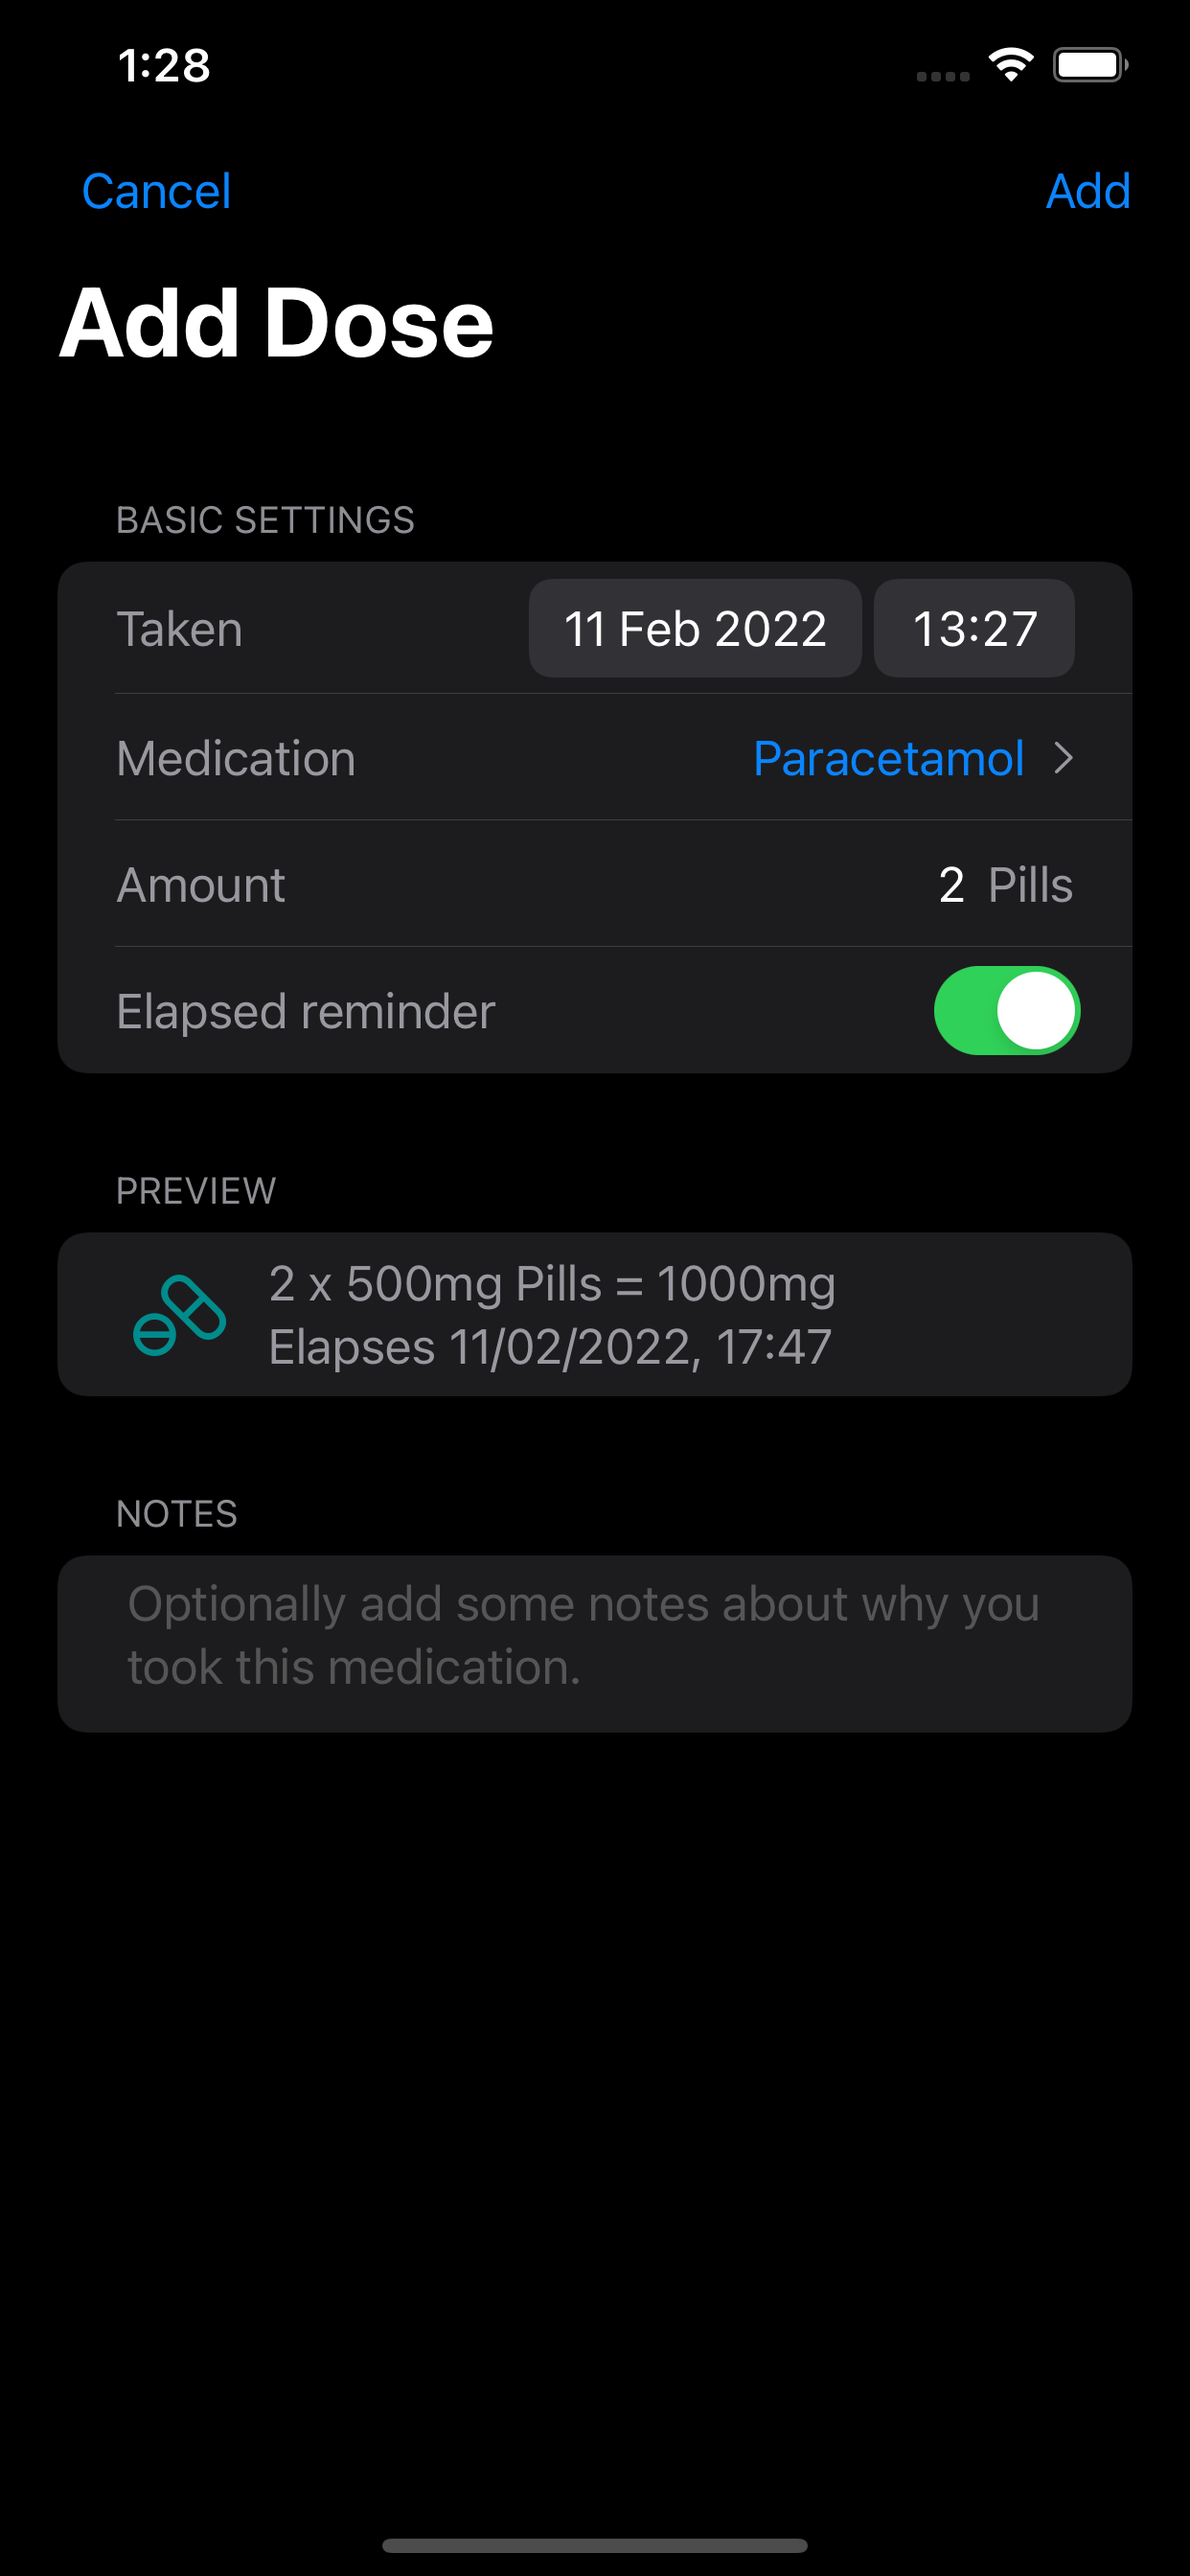 1:28
Cancel Add
Add Dose
BASIC SETTINGS
Taken 11 Feb 2022 13:27
Medication Paracetamol
Amount 2 Pills
Elapsed reminder
PREVIEW
2 x 500mg Pills = 1000mg
Elapses 11/02/2022, 17:47
NOTES
Optionally add some notes about why you
took this medication.